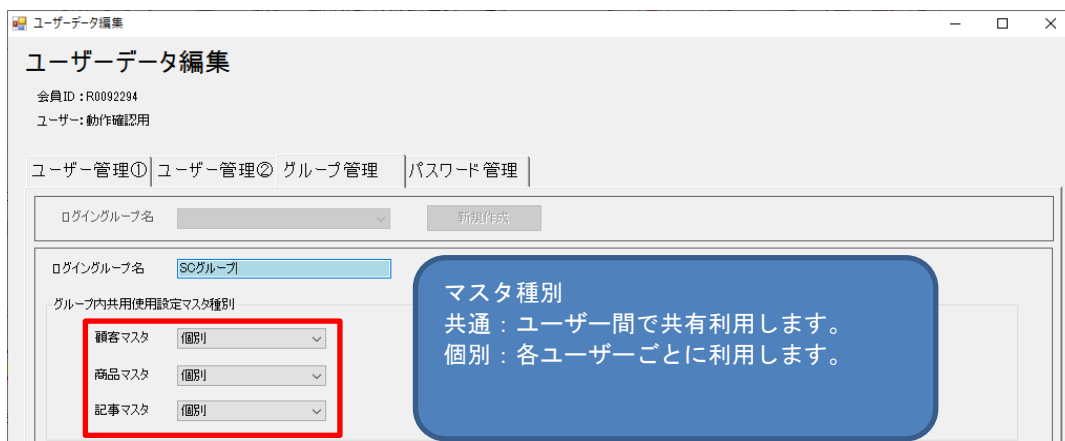 ユーザーデータ編集
ユーザーデータ編集
会員ID：R0092294
ユーザー：動作確認用
ユーザー管理① ユーザー管理② グループ管理 パスワード管理
ログイングループ名 新規作成
ログイングループ名 SCグループ
グループ内共用使用設定マスタ種別
顧客マスタ 個別
商品マスタ 個別
記事マスタ 個別
マスタ種別
共通：ユーザー間で共有利用します。
個別：各ユーザーごとに利用します。